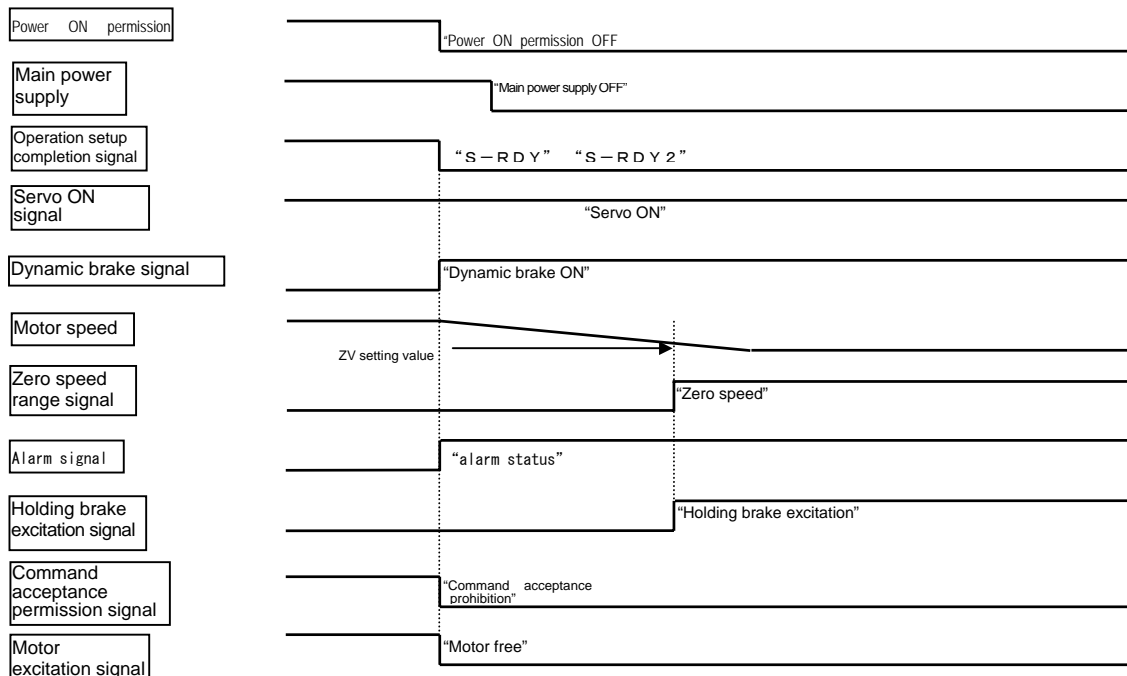 Power ON permission
“Power ON permission OFF
Main power
supply
“Main power supply OFF”
Operation setup
completion signal
“Ｓ－ＲＤＹ” “Ｓ－ＲＤＹ２”
Servo ON
signal
“Servo ON”
Dynamic brake signal
“Dynamic brake ON”
Motor speed
ZV setting value
Zero speed
range signal
“Zero speed”
Alarm signal
“alarm status”
Holding brake
excitation signal
“Holding brake excitation”
Command
acceptance
permission signal
“Command acceptance
prohibition”
Motor
excitation signal
“Motor free”